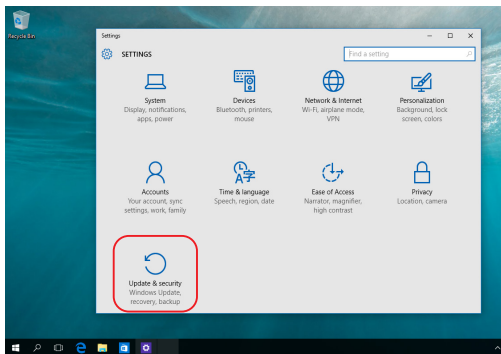 Recycle Bin
Settings
SETTINGS
Find a setting
System
Display, notifications,
apps, power
Devices
Bluetooth, printers,
mouse
Network & Internet
Wi-Fi, airplane mode,
VPN
Personalization
Background, lock
screen, colors
Accounts
Your account, sync
settings, work, family
Time & language
Speech, region, date
Ease of Access
Narrator, magnifier,
high contrast
Privacy
Location, camera
Update & security
Windows Update,
recovery, backup